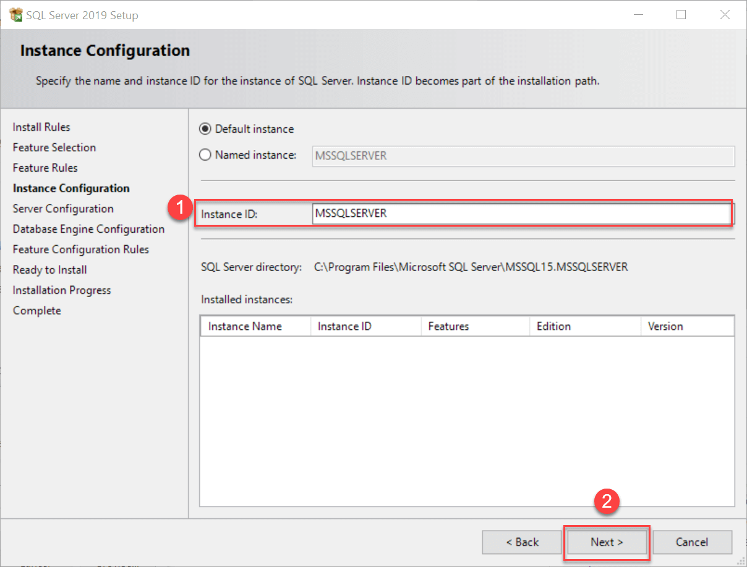 SQL Server 2019 Setup
Instance Configuration
Specify the name and instance ID for the instance of SQL Server. Instance ID becomes part of the installation path.
Install Rules
Feature Selection
Feature Rules
Instance Configuration
Server Configuration
Database Engine Configuration
Feature Configuration Rules
Ready to Install
Installation Progress
Complete
Default instance
Named instance: MSSQLSERVER
1
Instance ID: MSSQLSERVER
SQL Server directory: C:\Program Files\Microsoft SQL Server\MSSQL15.MSSQLSERVER
Installed instances:
Instance Name Instance ID Features Edition Version
2
< Back Next > Cancel